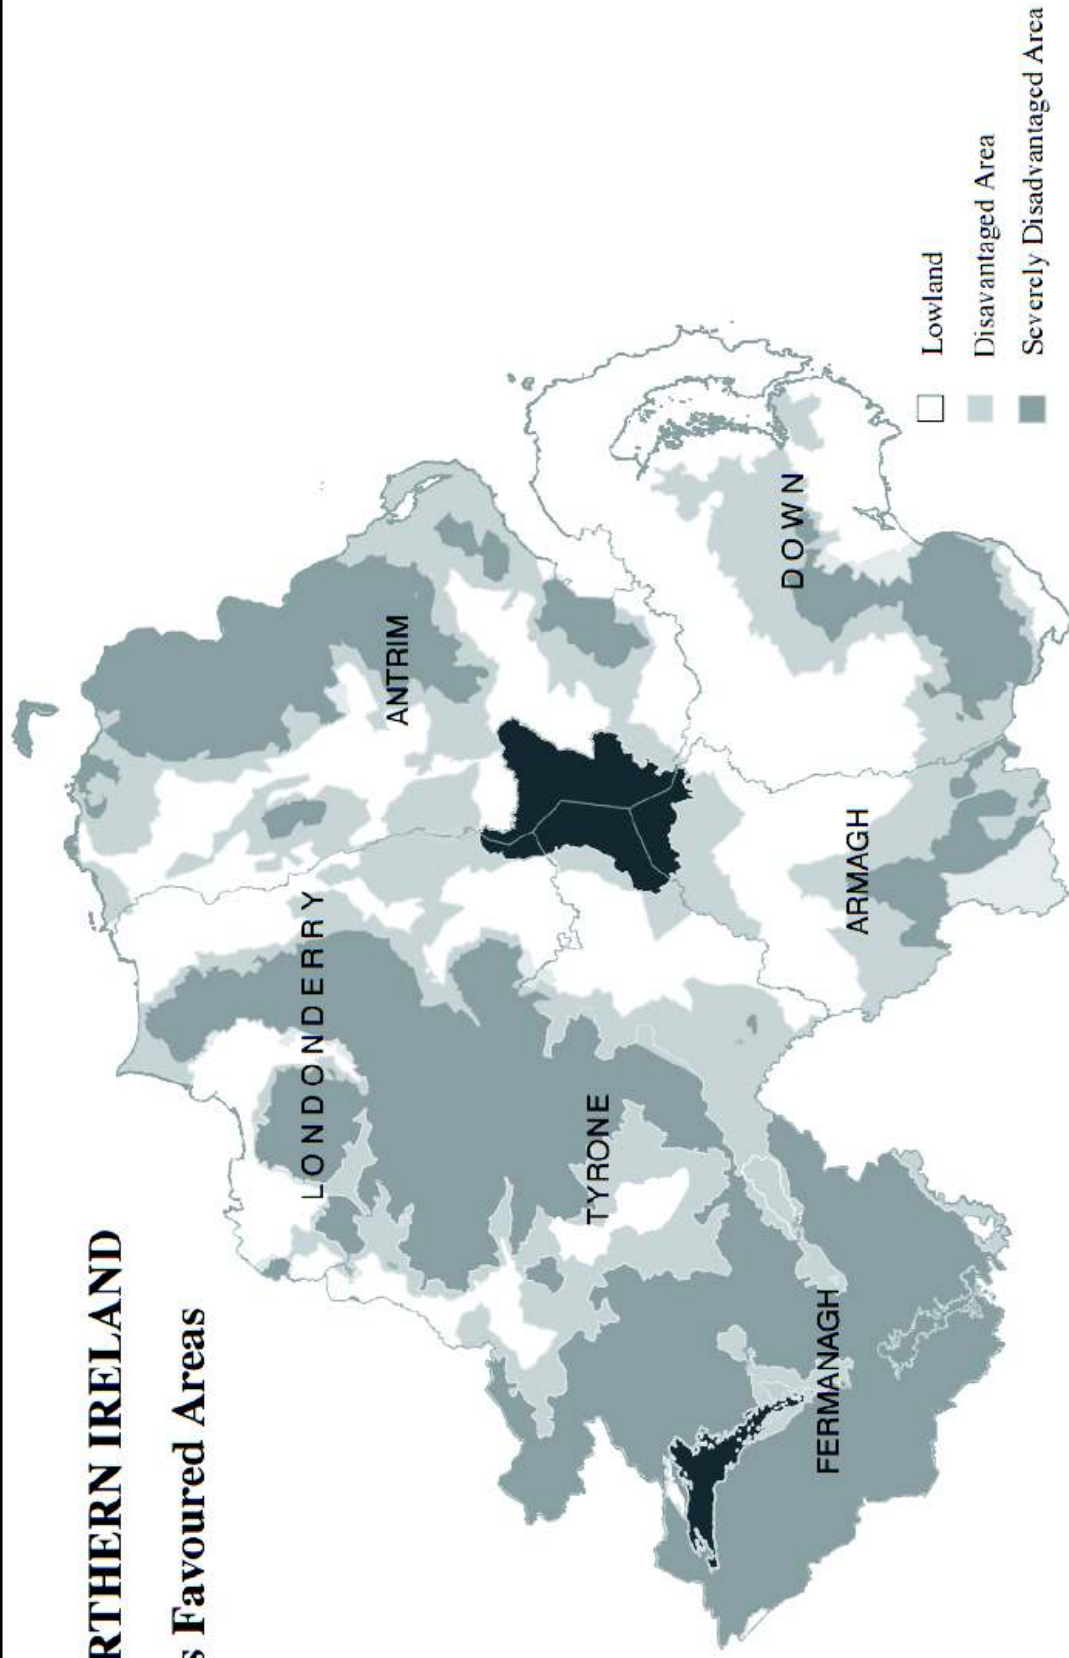 RTHERN IRELAND
s Favoured Areas
LONDONDERRY
ANTRIM
TYRONE
DOWN
FERMANAGH
ARMAGH
Lowland
Disavantaged Area
Severely Disadvantaged Area